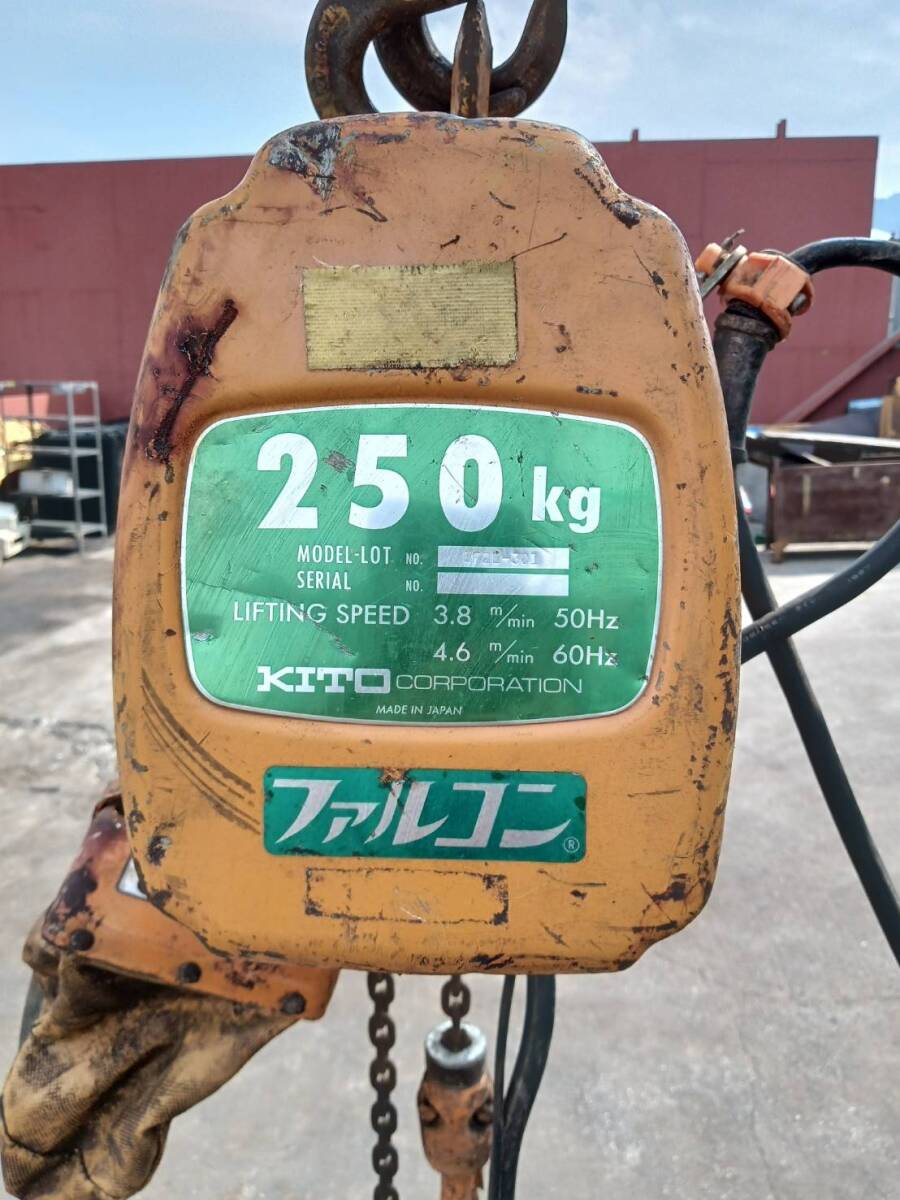 250 kg
MODEL-LOT NO.
SERIAL NO.
LIFTING SPEED 3.8 m/min 50Hz
4.6 m/min 60Hz
KITO CORPORATION
MADE IN JAPAN
ファルコン®